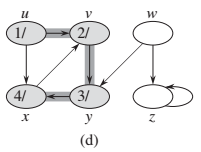 u v w
1/ 2/
4/ 3/
x y z
(d)